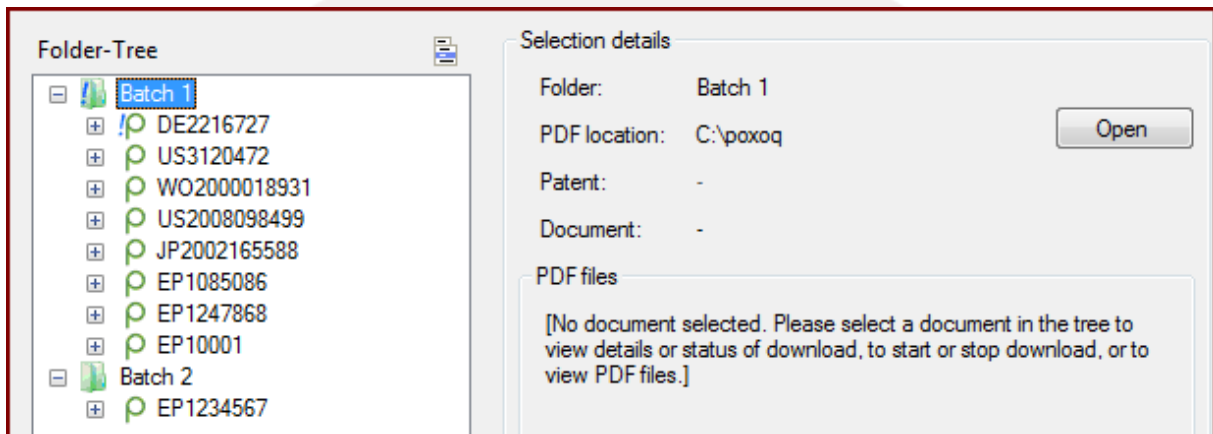 Folder-Tree
Batch 1
DE2216727
US3120472
WO2000018931
US2008098499
JP2002165588
EP1085086
EP1247868
EP10001
Batch 2
EP1234567
Selection details
Folder: Batch 1
PDF location: C:\poxoq
Open
Patent: -
Document: -
PDF files
[No document selected. Please select a document in the tree to
view details or status of download, to start or stop download, or to
view PDF files.]